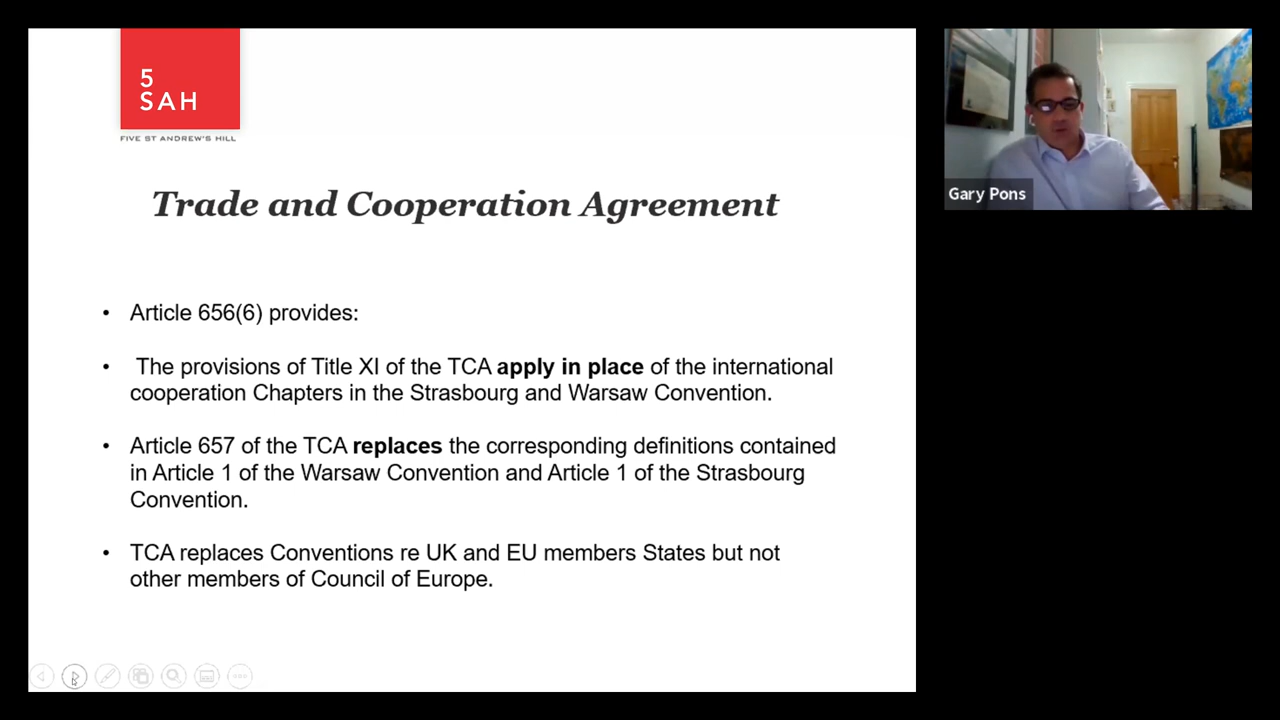 5
SAH
FIVE ST ANDREW'S HILL
Trade and Cooperation Agreement
• Article 656(6) provides:
• The provisions of Title XI of the TCA apply in place of the international
cooperation Chapters in the Strasbourg and Warsaw Convention.
• Article 657 of the TCA replaces the corresponding definitions contained
in Article 1 of the Warsaw Convention and Article 1 of the Strasbourg
Convention.
• TCA replaces Conventions re UK and EU members States but not
other members of Council of Europe.
Gary Pons